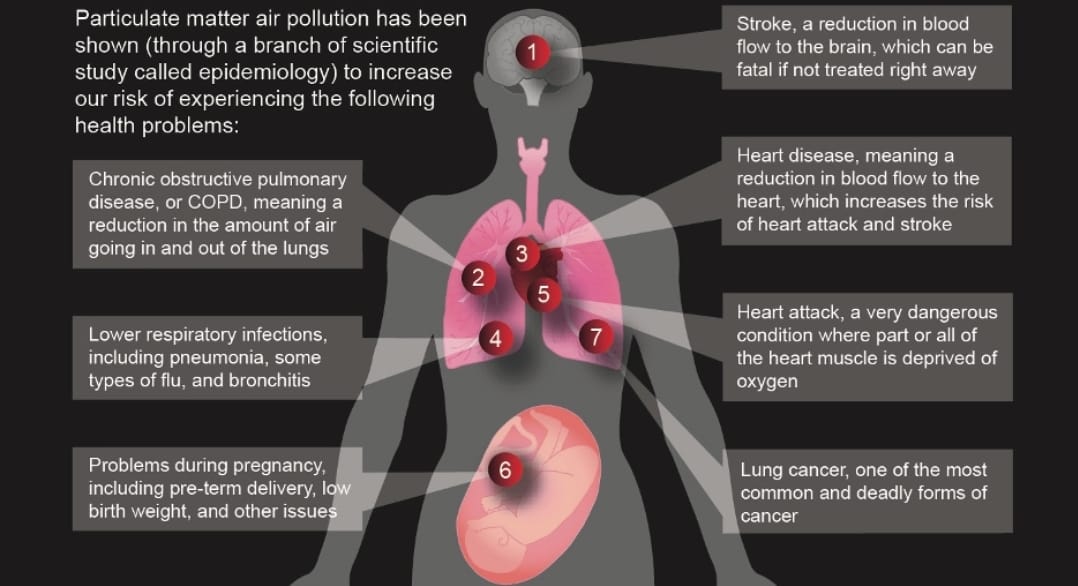 Particulate matter air pollution has been
shown (through a branch of scientific
study called epidemiology) to increase
our risk of experiencing the following
health problems:
1
Stroke, a reduction in blood
flow to the brain, which can be
fatal if not treated right away
2
Chronic obstructive pulmonary
disease, or COPD, meaning a
reduction in the amount of air
going in and out of the lungs
3
Heart disease, meaning a
reduction in blood flow to the
heart, which increases the risk
of heart attack and stroke
4
Lower respiratory infections,
including pneumonia, some
types of flu, and bronchitis
5
Heart attack, a very dangerous
condition where part or all of
the heart muscle is deprived of
oxygen
6
Problems during pregnancy,
including pre-term delivery, low
birth weight, and other issues
7
Lung cancer, one of the most
common and deadly forms of
cancer